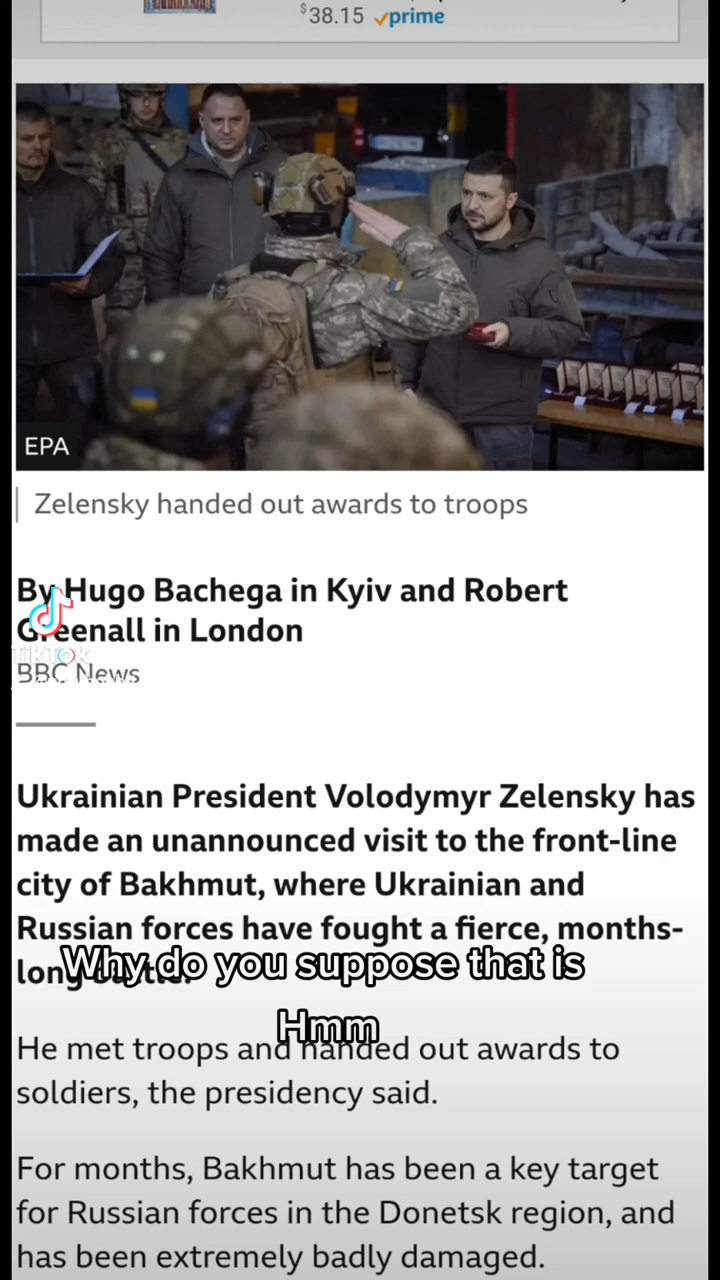 $38.15 prime
EPA
Zelensky handed out awards to troops
By Hugo Bachega in Kyiv and Robert
Greenall in London
TikTok
BBC News
Ukrainian President Volodymyr Zelensky has
made an unannounced visit to the front-line
city of Bakhmut, where Ukrainian and
Russian forces have fought a fierce, months-
long battle.
Why do you suppose that is
Hmm
He met troops and handed out awards to
soldiers, the presidency said.
For months, Bakhmut has been a key target
for Russian forces in the Donetsk region, and
has been extremely badly damaged.